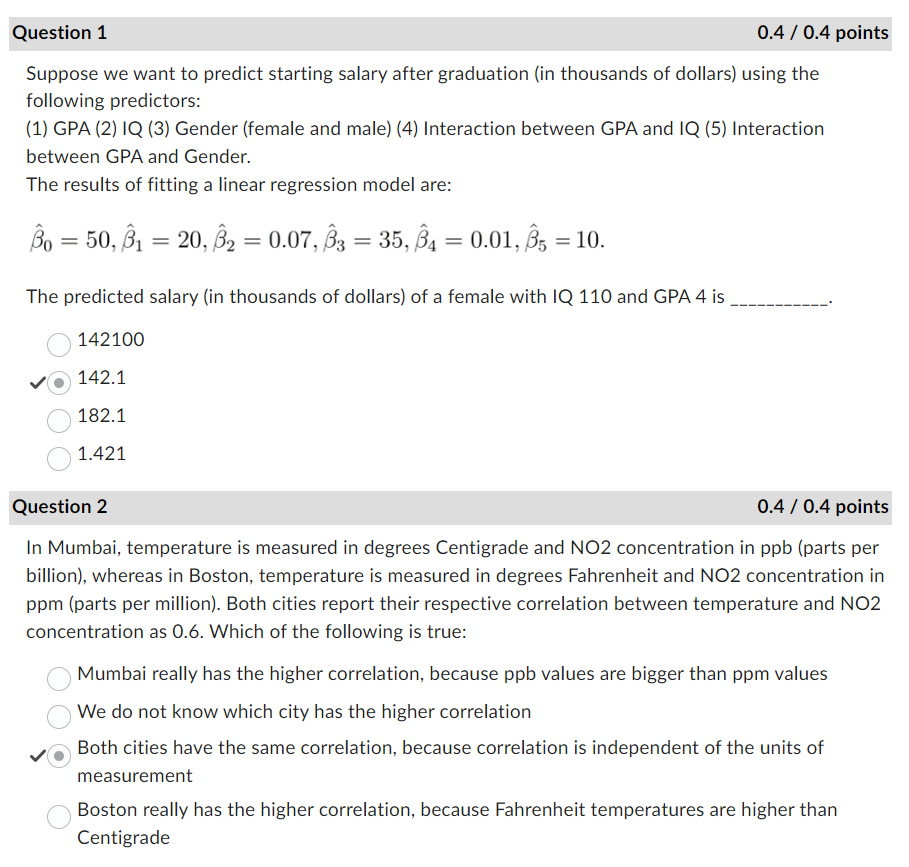 Question 1 0.4 / 0.4 points
Suppose we want to predict starting salary after graduation (in thousands of dollars) using the
following predictors:
(1) GPA (2) IQ (3) Gender (female and male) (4) Interaction between GPA and IQ (5) Interaction
between GPA and Gender.
The results of fitting a linear regression model are:
β̂₀ = 50, β̂₁ = 20, β̂₂ = 0.07, β̂₃ = 35, β̂₄ = 0.01, β̂₅ = 10.
The predicted salary (in thousands of dollars) of a female with IQ 110 and GPA 4 is ___________.
142100
142.1
182.1
1.421
Question 2 0.4 / 0.4 points
In Mumbai, temperature is measured in degrees Centigrade and NO2 concentration in ppb (parts per
billion), whereas in Boston, temperature is measured in degrees Fahrenheit and NO2 concentration in
ppm (parts per million). Both cities report their respective correlation between temperature and NO2
concentration as 0.6. Which of the following is true:
Mumbai really has the higher correlation, because ppb values are bigger than ppm values
We do not know which city has the higher correlation
Both cities have the same correlation, because correlation is independent of the units of
measurement
Boston really has the higher correlation, because Fahrenheit temperatures are higher than
Centigrade